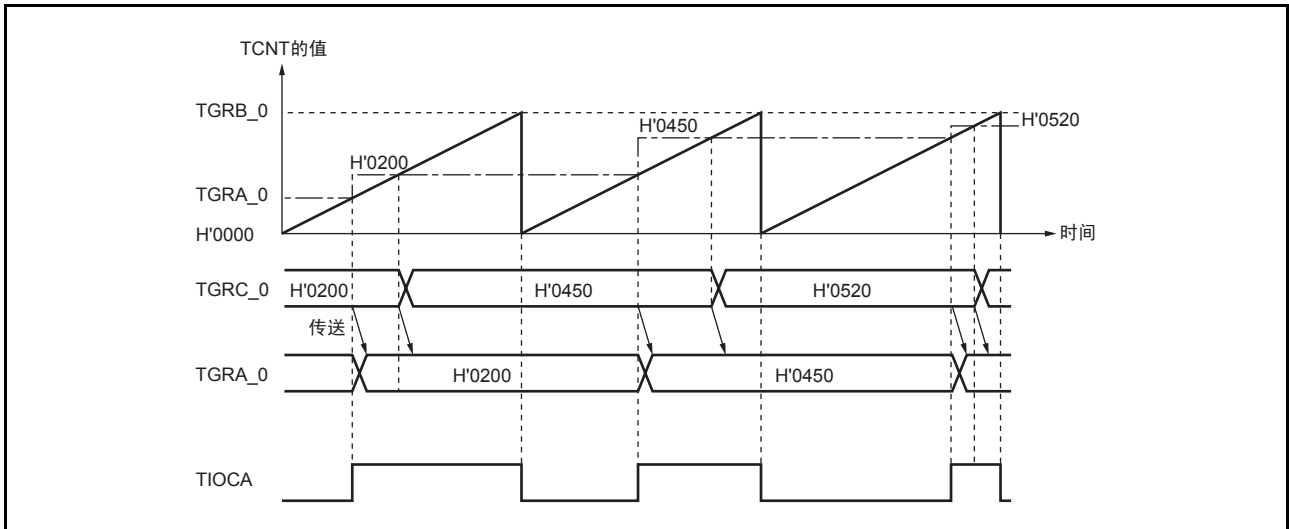 TCNT的值
TGRB_0
H'0520
H'0450
H'0200
TGRA_0
H'0000
时间
TGRC_0
H'0200
H'0450
H'0520
传送
TGRA_0
H'0200
H'0450
TIOCA